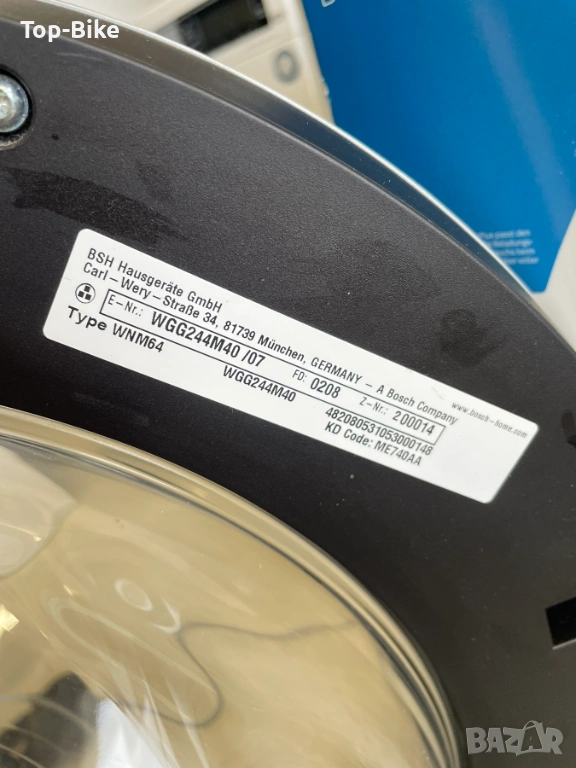 Top-Bike
BSH Hausgeräte GmbH
Carl-Wery-Straße 34, 81739 München, GERMANY - A Bosch Company
www.bosch-home.com
E-Nr.: WGG244M40 /07 FD: 0208 Z-Nr.: 200014
Type WNM64 WGG244M40 482080531053000148
KD Code: ME740AA
BAZAR